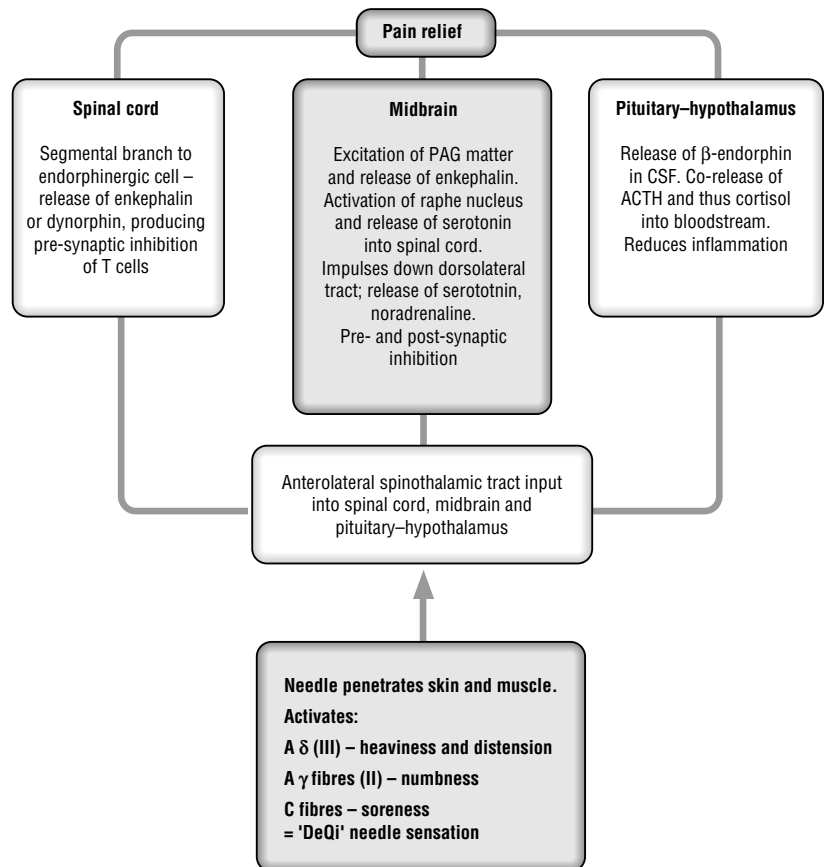 Pain relief
Spinal cord
Segmental branch to
endorphinergic cell –
release of enkephalin
or dynorphin, producing
pre-synaptic inhibition
of T cells
Midbrain
Excitation of PAG matter
and release of enkephalin.
Activation of raphe nucleus
and release of serotonin
into spinal cord.
Impulses down dorsolateral
tract; release of serototnin,
noradrenaline.
Pre- and post-synaptic
inhibition
Pituitary–hypothalamus
Release of β-endorphin
in CSF. Co-release of
ACTH and thus cortisol
into bloodstream.
Reduces inflammation
Anterolateral spinothalamic tract input
into spinal cord, midbrain and
pituitary–hypothalamus
Needle penetrates skin and muscle.
Activates:
A δ (III) – heaviness and distension
A γ fibres (II) – numbness
C fibres – soreness
= 'DeQi' needle sensation